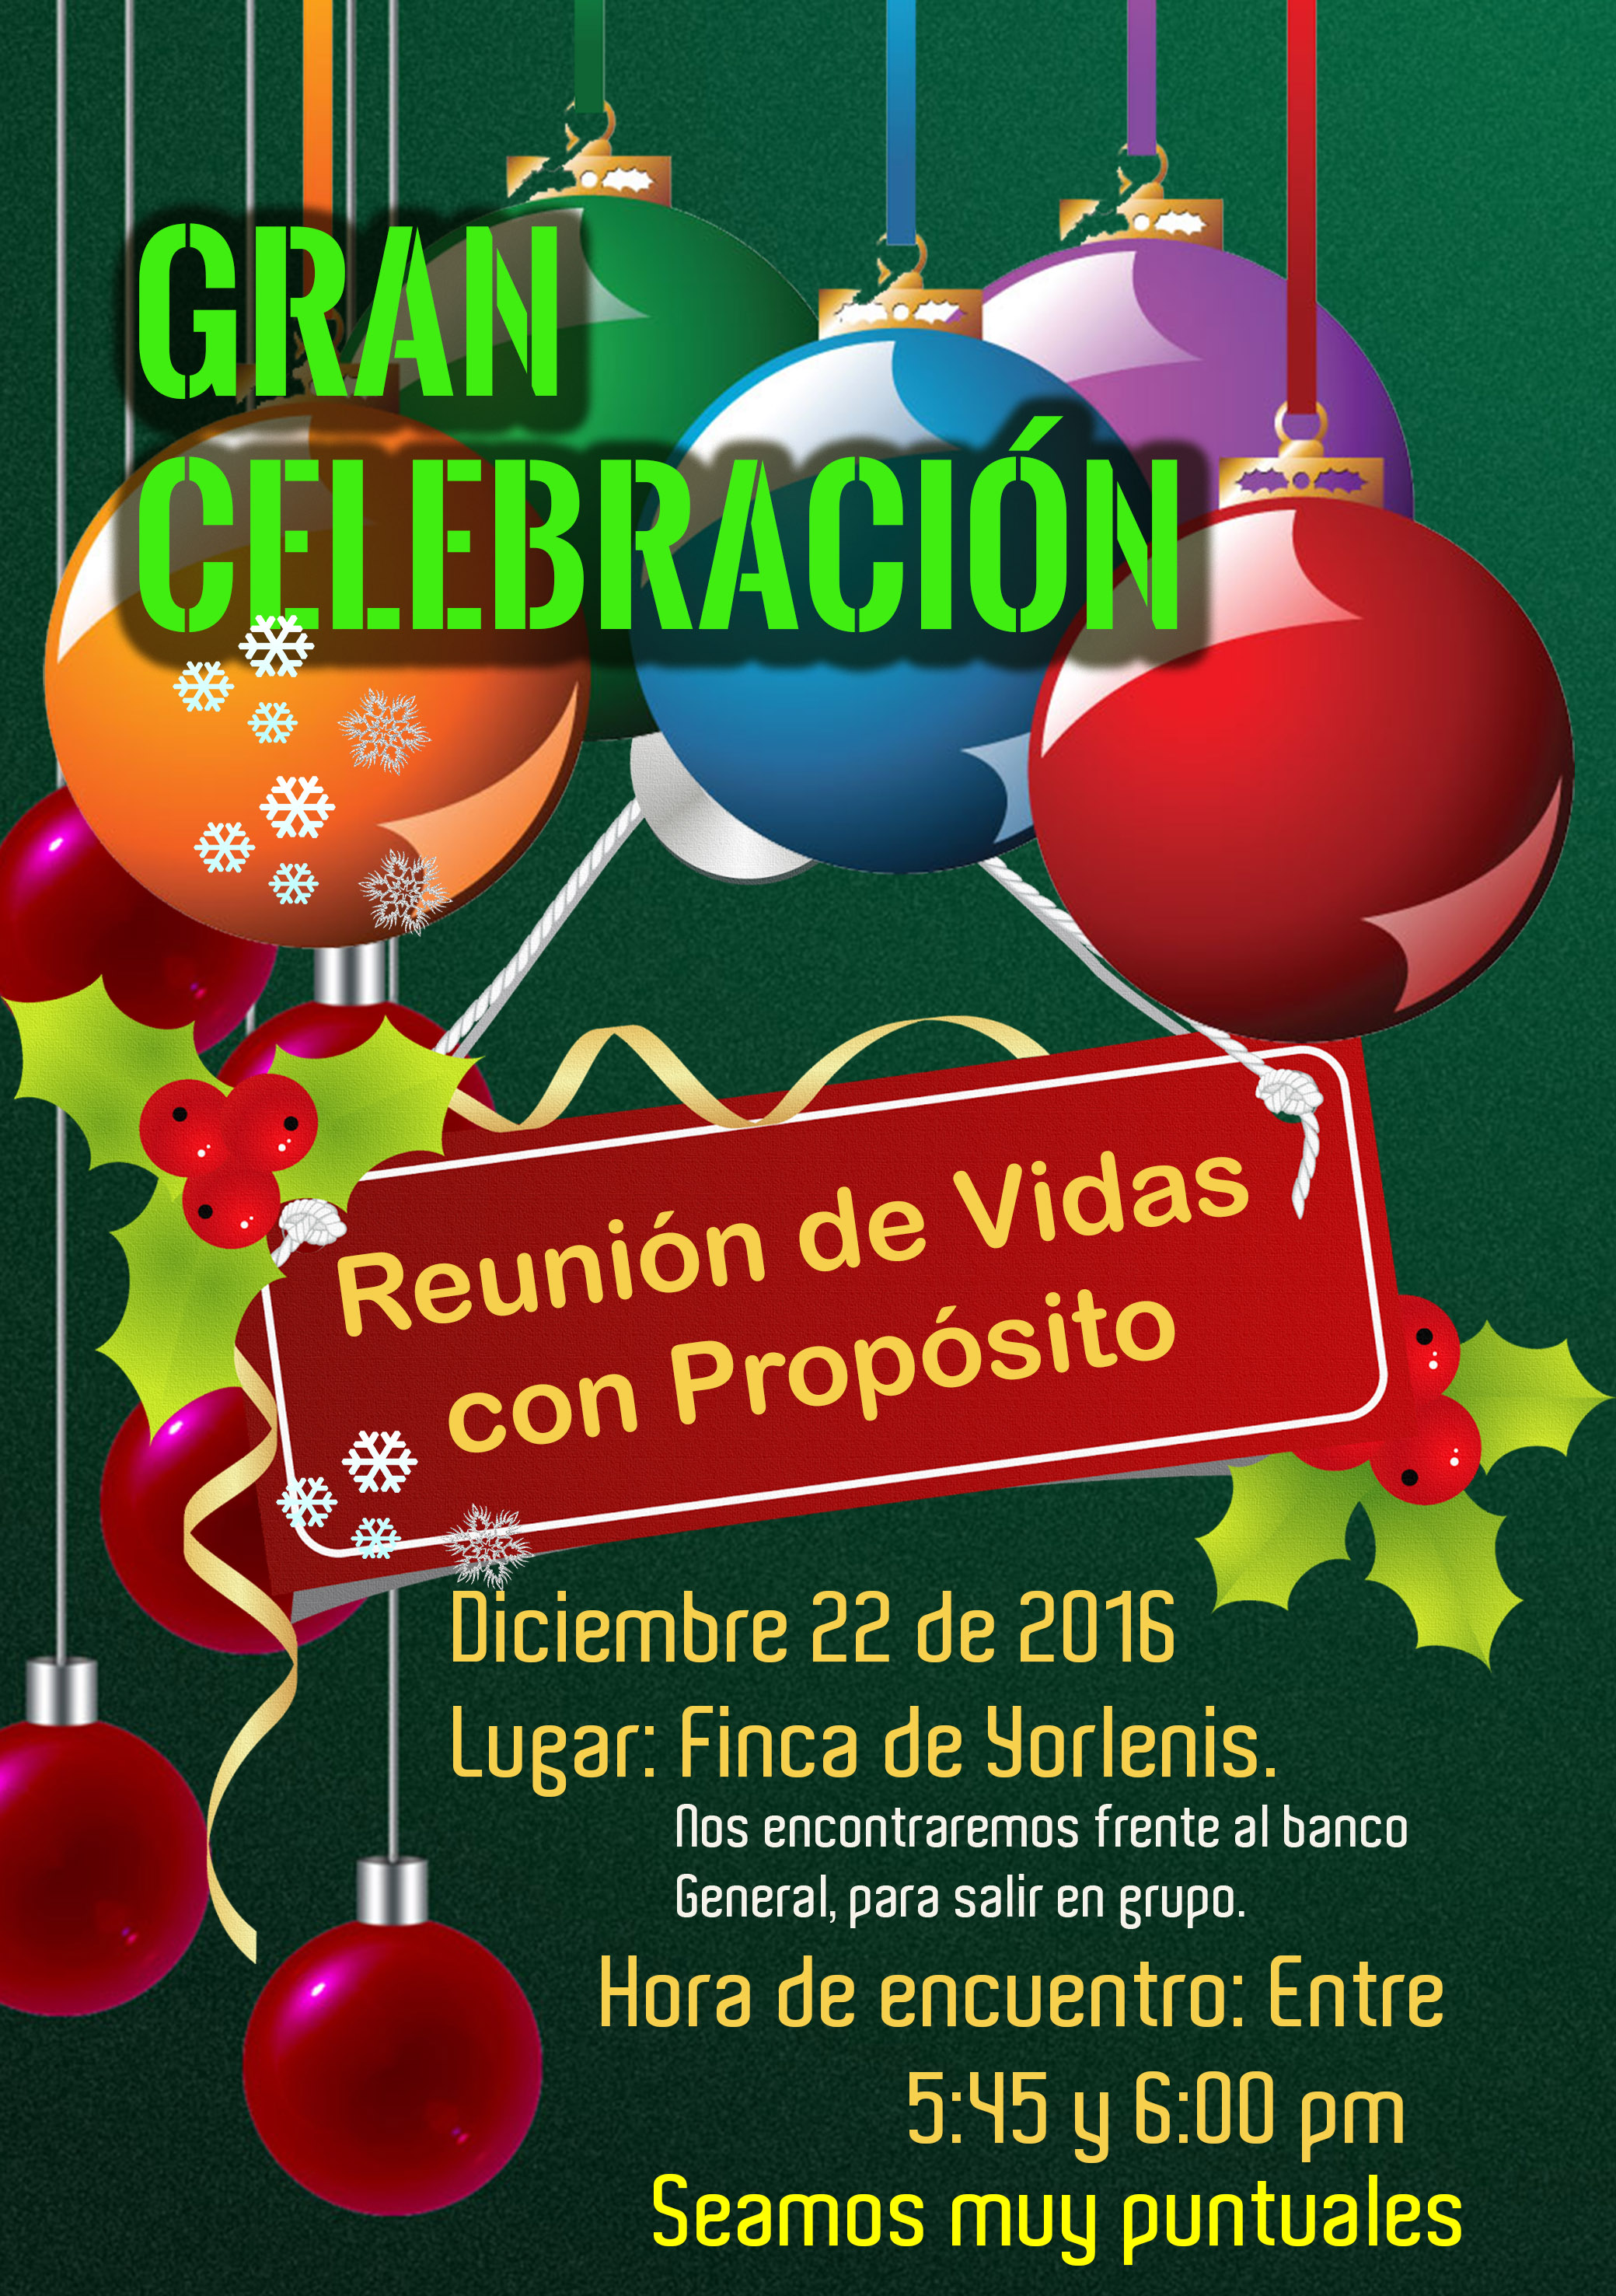 GRAN
CELEBRACIÓN
Reunión de Vidas
con Propósito
Diciembre 22 de 2016
Lugar: Finca de Yorlenis.
Nos encontraremos frente al banco
General, para salir en grupo.
Hora de encuentro: Entre
5:45 y 6:00 pm
Seamos muy puntuales